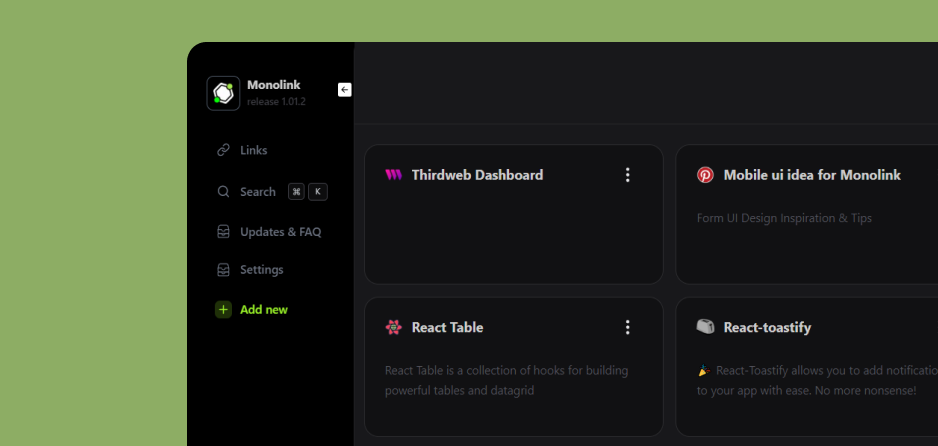 Monolink
release 1.01.2
Links
Search ⌘ K
Updates & FAQ
Settings
Add new
Thirdweb Dashboard
Mobile ui idea for Monolink
Form UI Design Inspiration & Tips
React Table
React Table is a collection of hooks for building
powerful tables and datagrid
React-toastify
🎉 React-Toastify allows you to add notificatio
to your app with ease. No more nonsense!